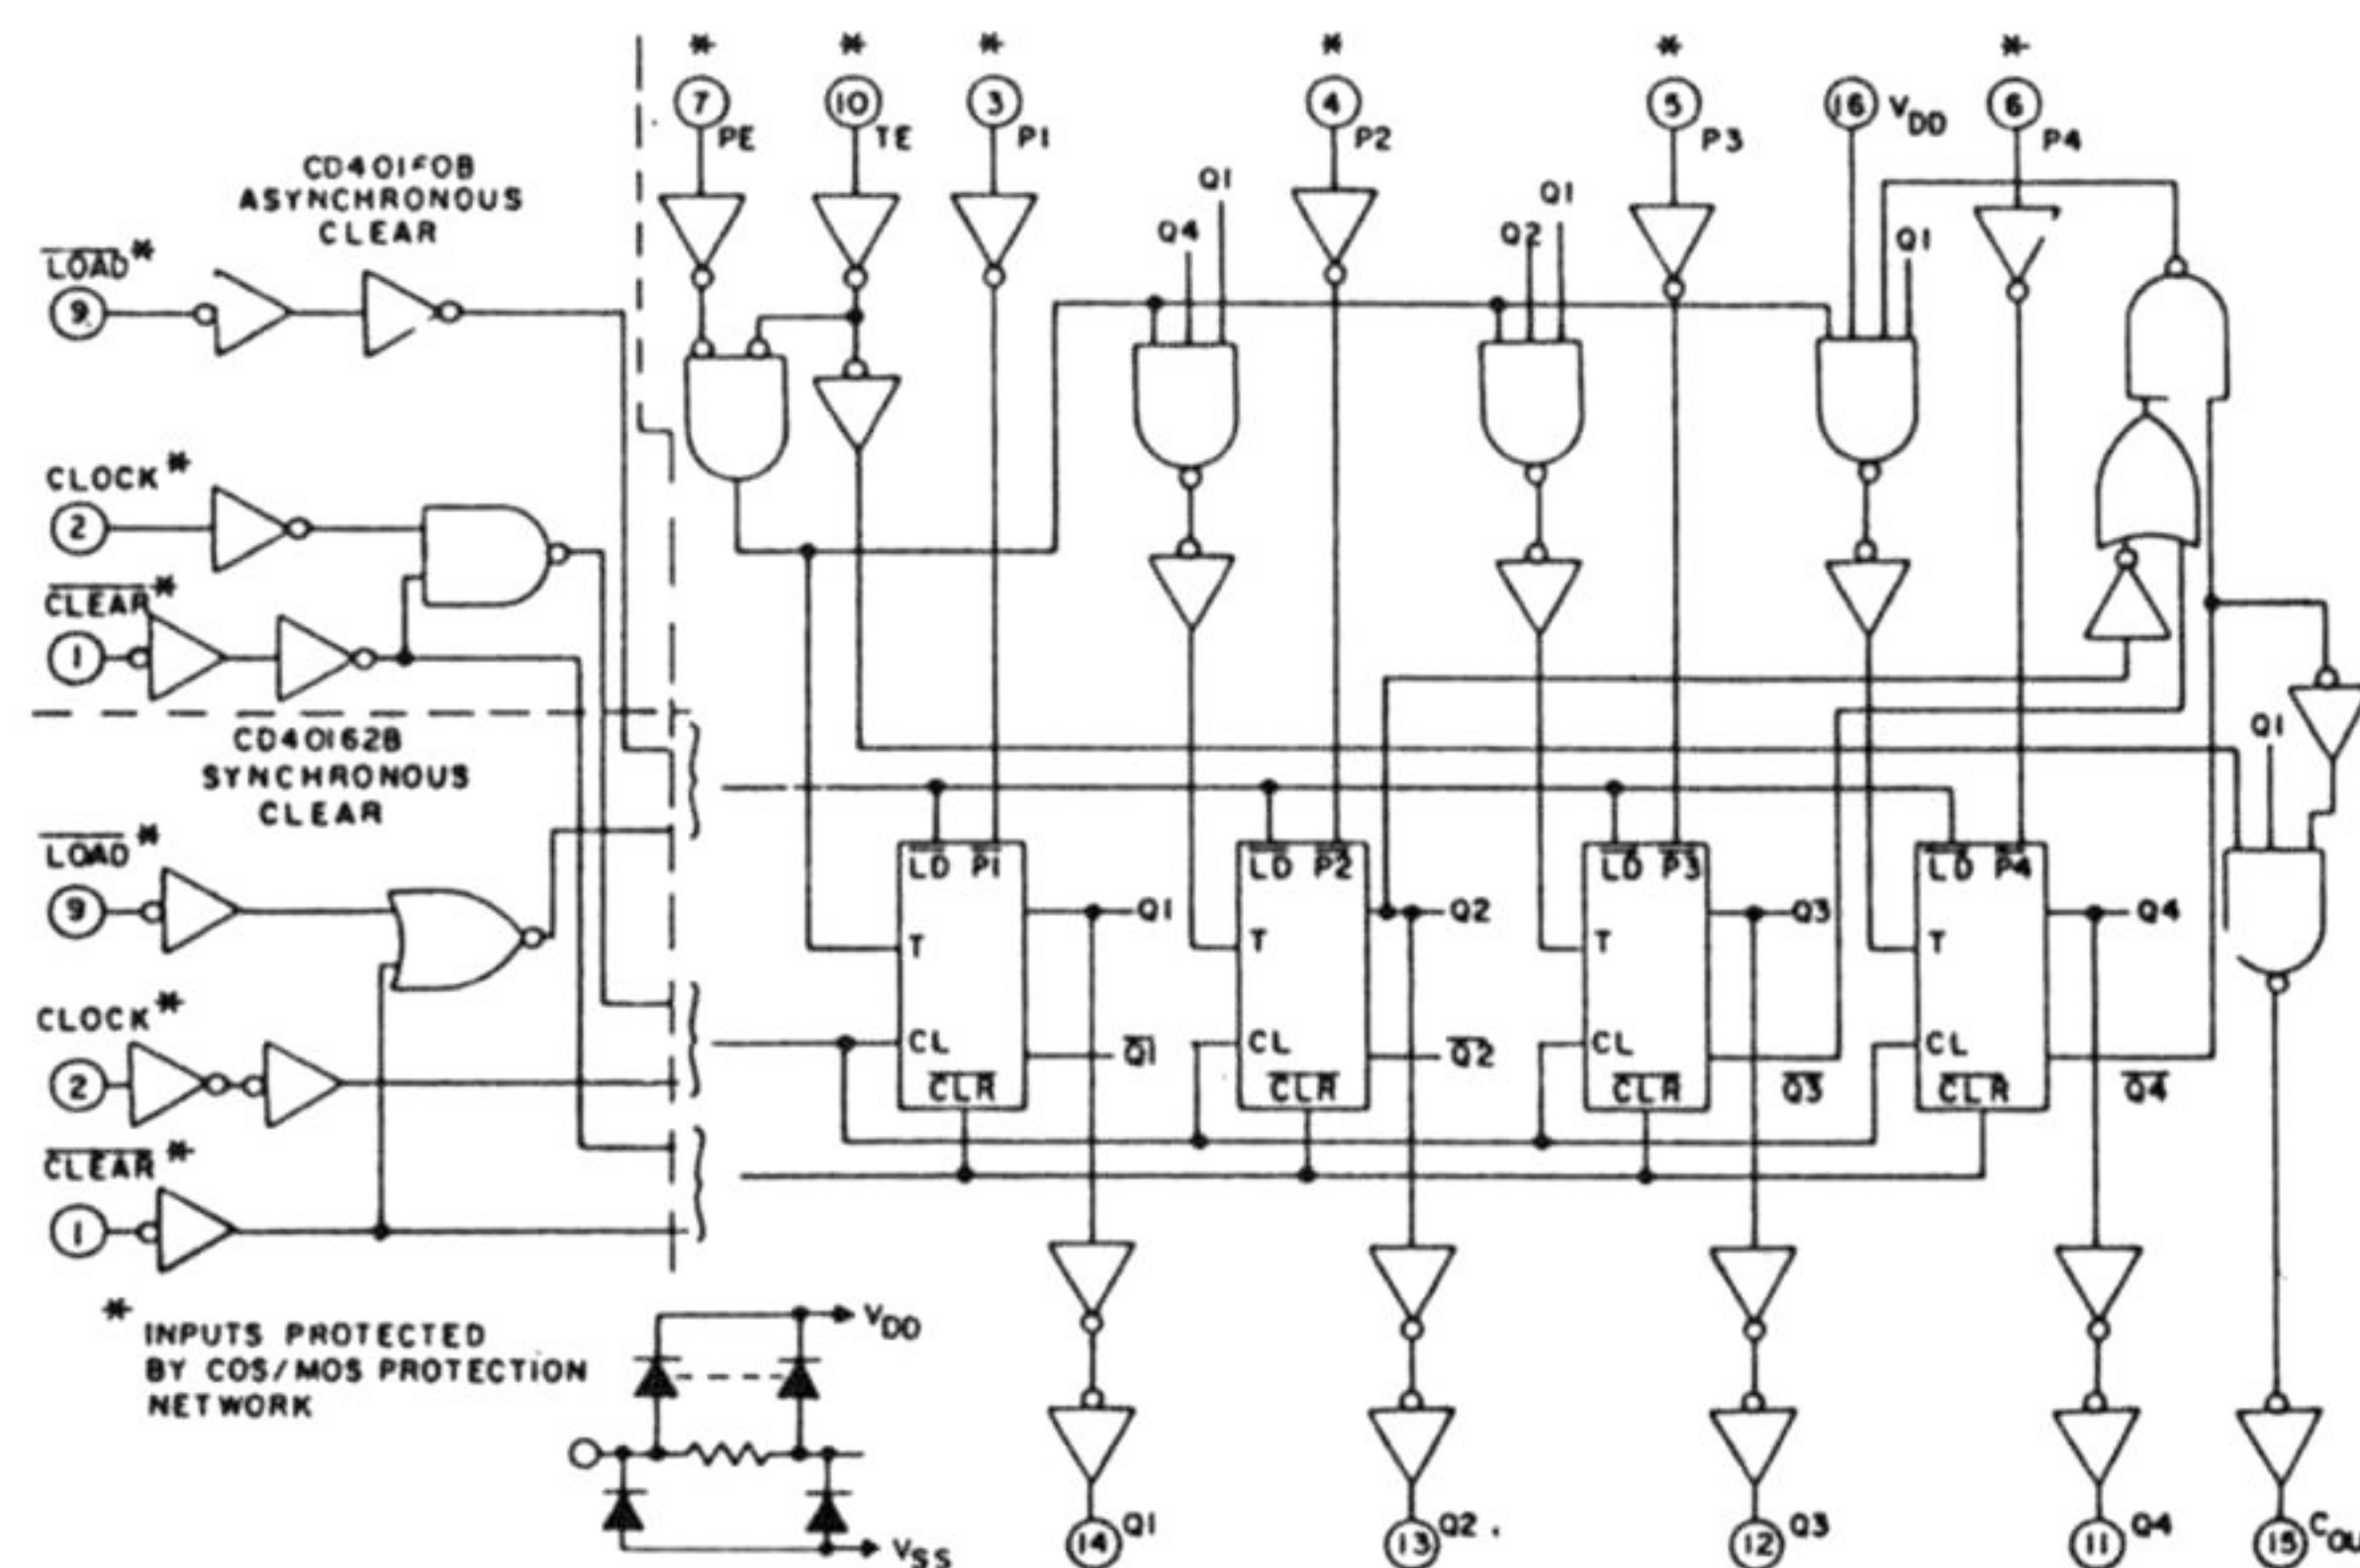 * * * * * *
7 10 3 4 5 16 V_DD 6
PE TE P1 P2 P3 P4
ASYNCHRONOUS
CLEAR
LOAD*
9
CLOCK*
2
CLEAR*
1
CD40162B
SYNCHRONOUS
CLEAR
LOAD*
9
CLOCK*
2
CLEAR*
1
Q4 Q1
Q2 Q1
Q1
Q1
LD P1
T
CL
CLR
Q1
Q1
LD P2
T
CL
CLR
Q2
Q2
LD P3
T
CL
CLR
Q3
Q3
LD P4
T
CL
CLR
Q4
Q4
* INPUTS PROTECTED
BY COS/MOS PROTECTION
NETWORK
VDD
VSS
14 Q1
13 Q2
12 Q3
11 Q4
15